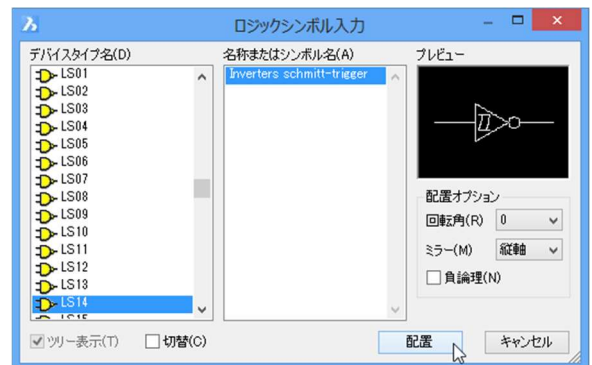 ロジックシンボル入力
デバイスタイプ名(D)
LS01
LS02
LS03
LS04
LS05
LS06
LS07
LS08
LS09
LS10
LS11
LS12
LS13
LS14
LS15
名称またはシンボル名(A)
Inverters schmitt-trigger
プレビュー
配置オプション
回転角(R) 0
ミラー(M) 縦軸
負論理(N)
ツリー表示(T) 切替(C) 配置 キャンセル